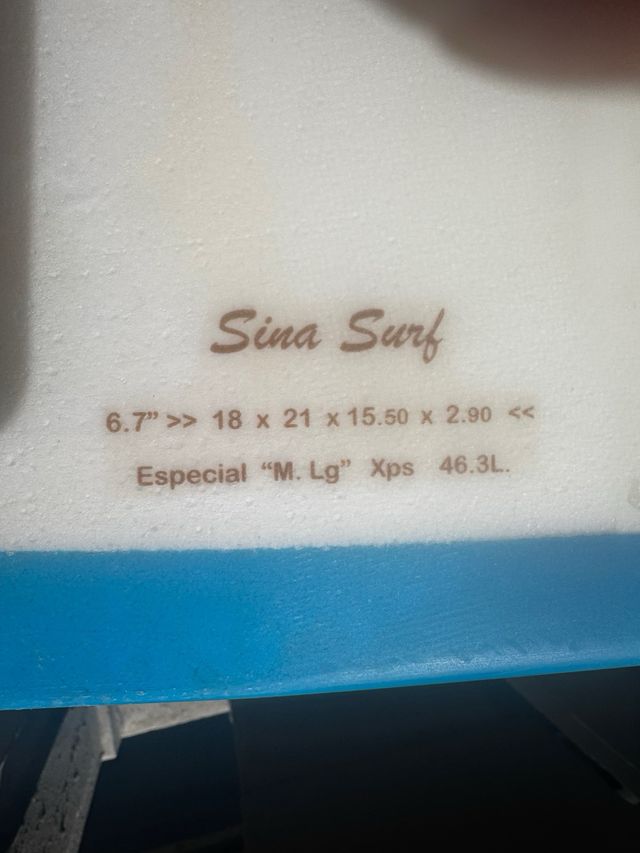 Sina Surf
6.7” >> 18 x 21 x 15.50 x 2.90 <<
Especial “M. Lg” Xps 46.3L.